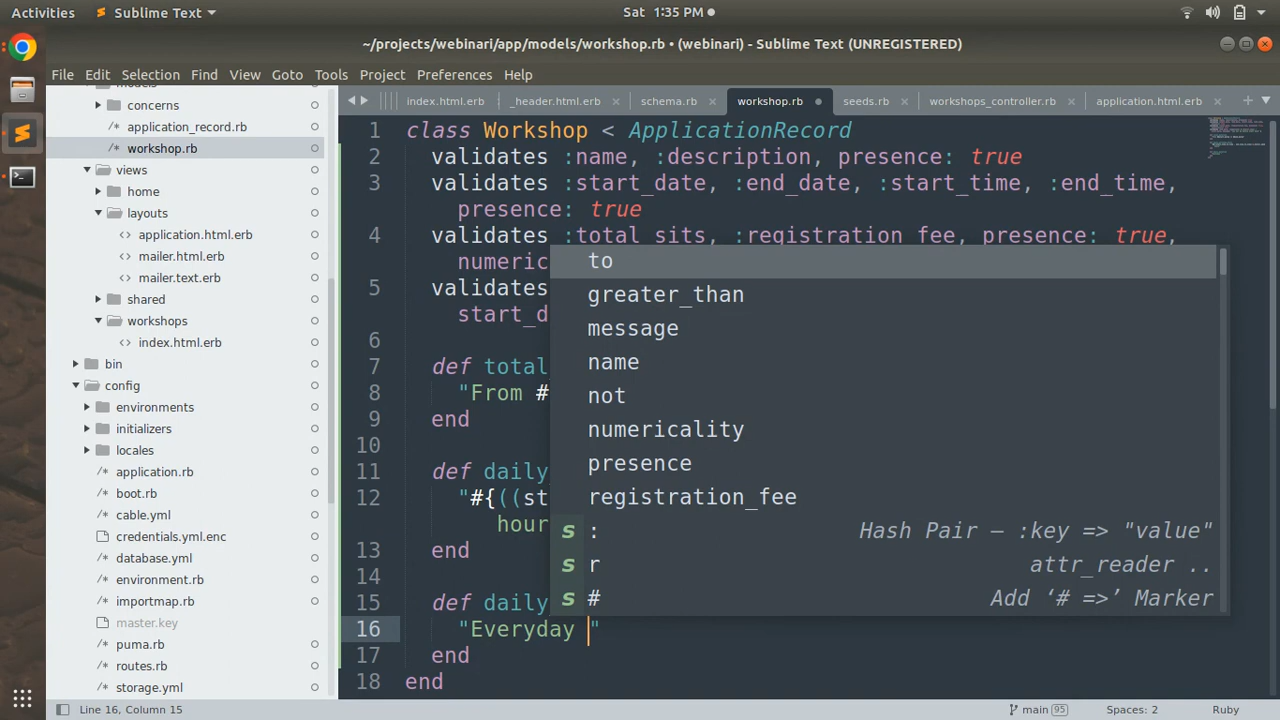 Activities
Sublime Text
Sat 1:35 PM
~/projects/webinari/app/models/workshop.rb • (webinari) - Sublime Text (UNREGISTERED)
File Edit Selection Find View Goto Tools Project Preferences Help
index.html.erb
_header.html.erb ×
schema.rb ×
workshop.rb
seeds.rb ×
workshops_controller.rb ×
application.html.erb ×
models
concerns
/* application_record.rb
/* workshop.rb
views
home
layouts
<> application.html.erb
<> mailer.html.erb
<> mailer.text.erb
shared
workshops
<> index.html.erb
bin
config
environments
initializers
locales
/* application.rb
/* boot.rb
/* cable.yml
credentials.yml.enc
/* database.yml
/* environment.rb
/* importmap.rb
master.key
/* puma.rb
/* routes.rb
/* storage.yml
1 class Workshop < ApplicationRecord
2 validates :name, :description, presence: true
3 validates :start_date, :end_date, :start_time, :end_time,
presence: true
4 validates :total_sits, :registration_fee, presence: true,
numeric
5 validates
start_d
6
7 def total
8 "From #
9 end
10
11 def daily
12 "#{((st
hour
13 end
14
15 def daily
16 "Everyday "
17 end
18 end
to
greater_than
message
name
not
numericality
presence
registration_fee
s : Hash Pair — :key => "value"
s r attr_reader ..
s # Add ‘# =>’ Marker
Line 16, Column 15
main 95
Spaces: 2
Ruby